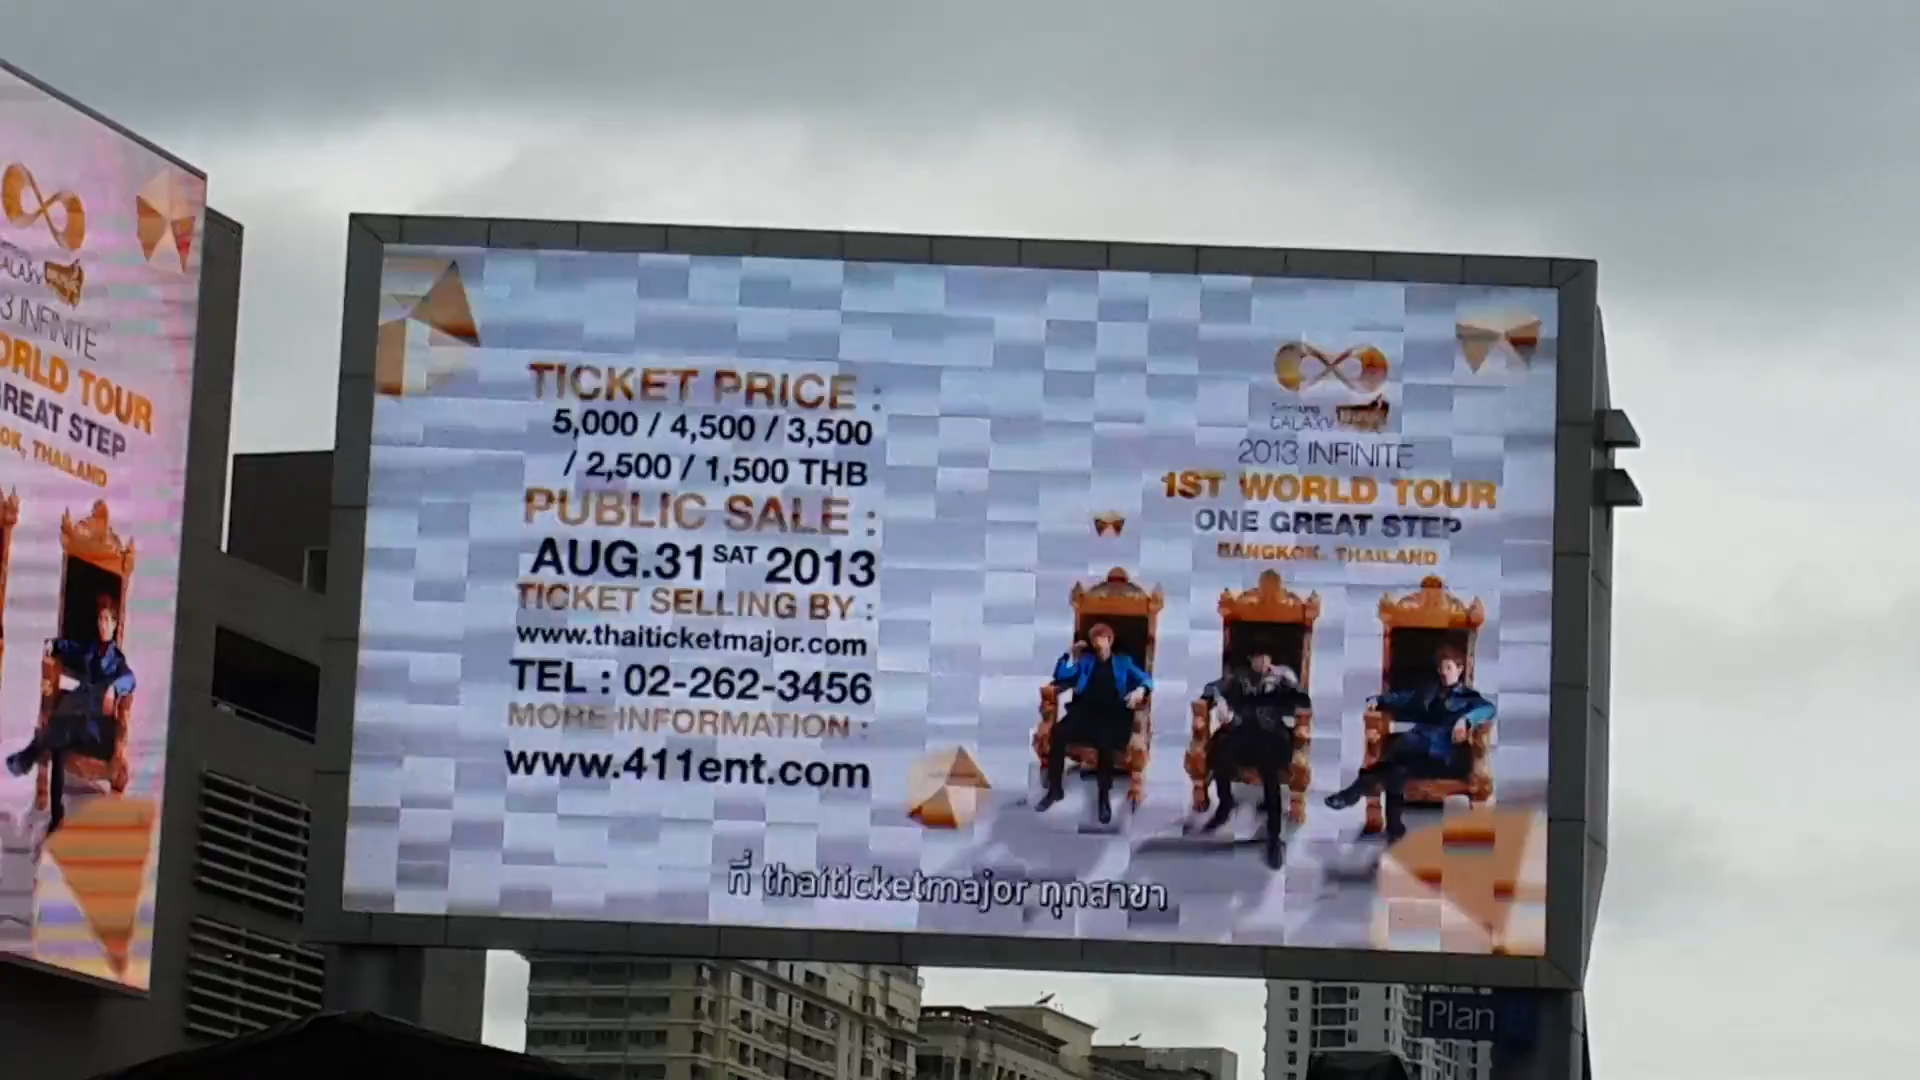 3 INFINITE
ORLD TOUR
GREAT STEP
OK, THAILAND
TICKET PRICE :
5,000 / 4,500 / 3,500
/ 2,500 / 1,500 THB
PUBLIC SALE :
AUG.31 SAT 2013
TICKET SELLING BY :
www.thaiticketmajor.com
TEL : 02-262-3456
MORE INFORMATION :
www.411ent.com
Samsung
GALAXY
2013 INFINITE
1ST WORLD TOUR
ONE GREAT STEP
BANGKOK, THAILAND
ที่ thaiticketmajor ทุกสาขา
Plan